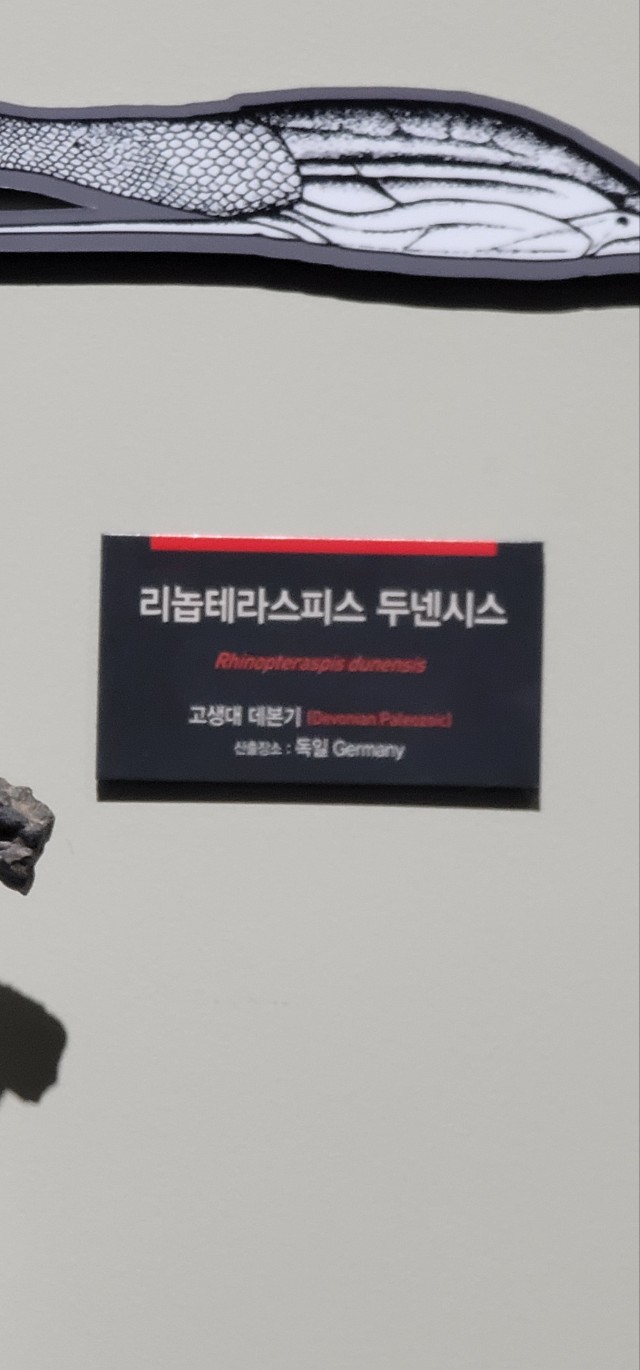 리놉테라스피스 두넨시스
Rhinopteraspis dunensis
고생대 데본기 (Devonian Paleozoic)
산출장소 : 독일 Germany